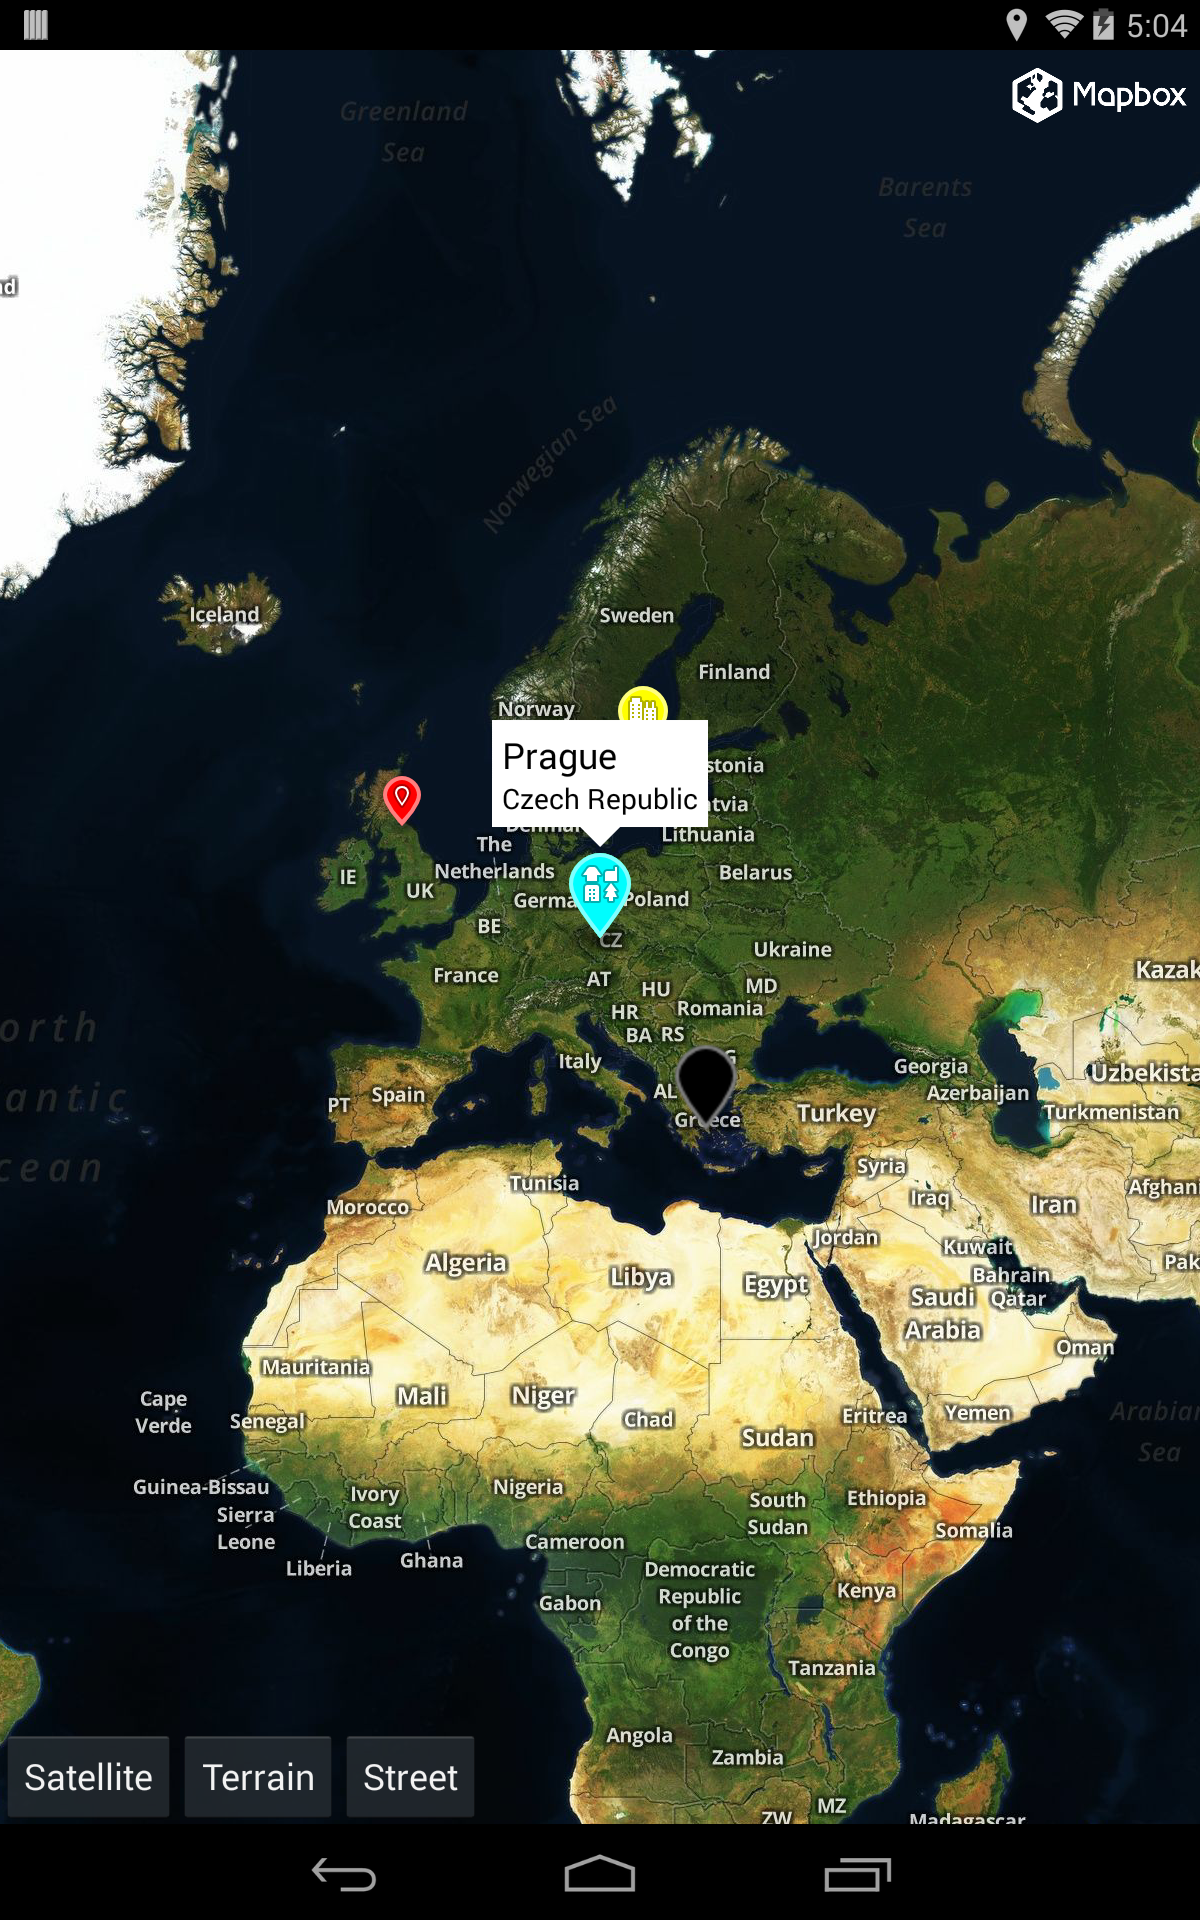 5:04
Mapbox
Greenland
Sea
Barents
Sea
nd
Norwegian Sea
Iceland
Sweden
Finland
Norway
Prague
Czech Republic
stonia
tvia
Denmar
Lithuania
The
Netherlands
Belarus
IE
UK
Germa
Poland
BE
CZ
Ukraine
France
AT
HU
MD
Kazak
HR
Romania
orth
BA
RS
Italy
G
Georgia
Uzbekista
Spain
AL
Azerbaijan
antic
PT
Greece
Turkey
Turkmenistan
cean
Syria
Tunisia
Iraq
Iran
Afghani
Morocco
Jordan
Kuwait
Algeria
Libya
Egypt
Bahrain
Pak
Saudi
Arabia
Qatar
Oman
Mauritania
Mali
Niger
Cape
Verde
Senegal
Chad
Eritrea
Yemen
Arabian
Sea
Sudan
Guinea-Bissau
Sierra
Leone
Ivory
Coast
Nigeria
South
Sudan
Ethiopia
Somalia
Liberia
Ghana
Cameroon
Democratic
Republic
of the
Congo
Gabon
Kenya
Tanzania
Angola
Zambia
Satellite
Terrain
Street
ZW
MZ
Madagascar